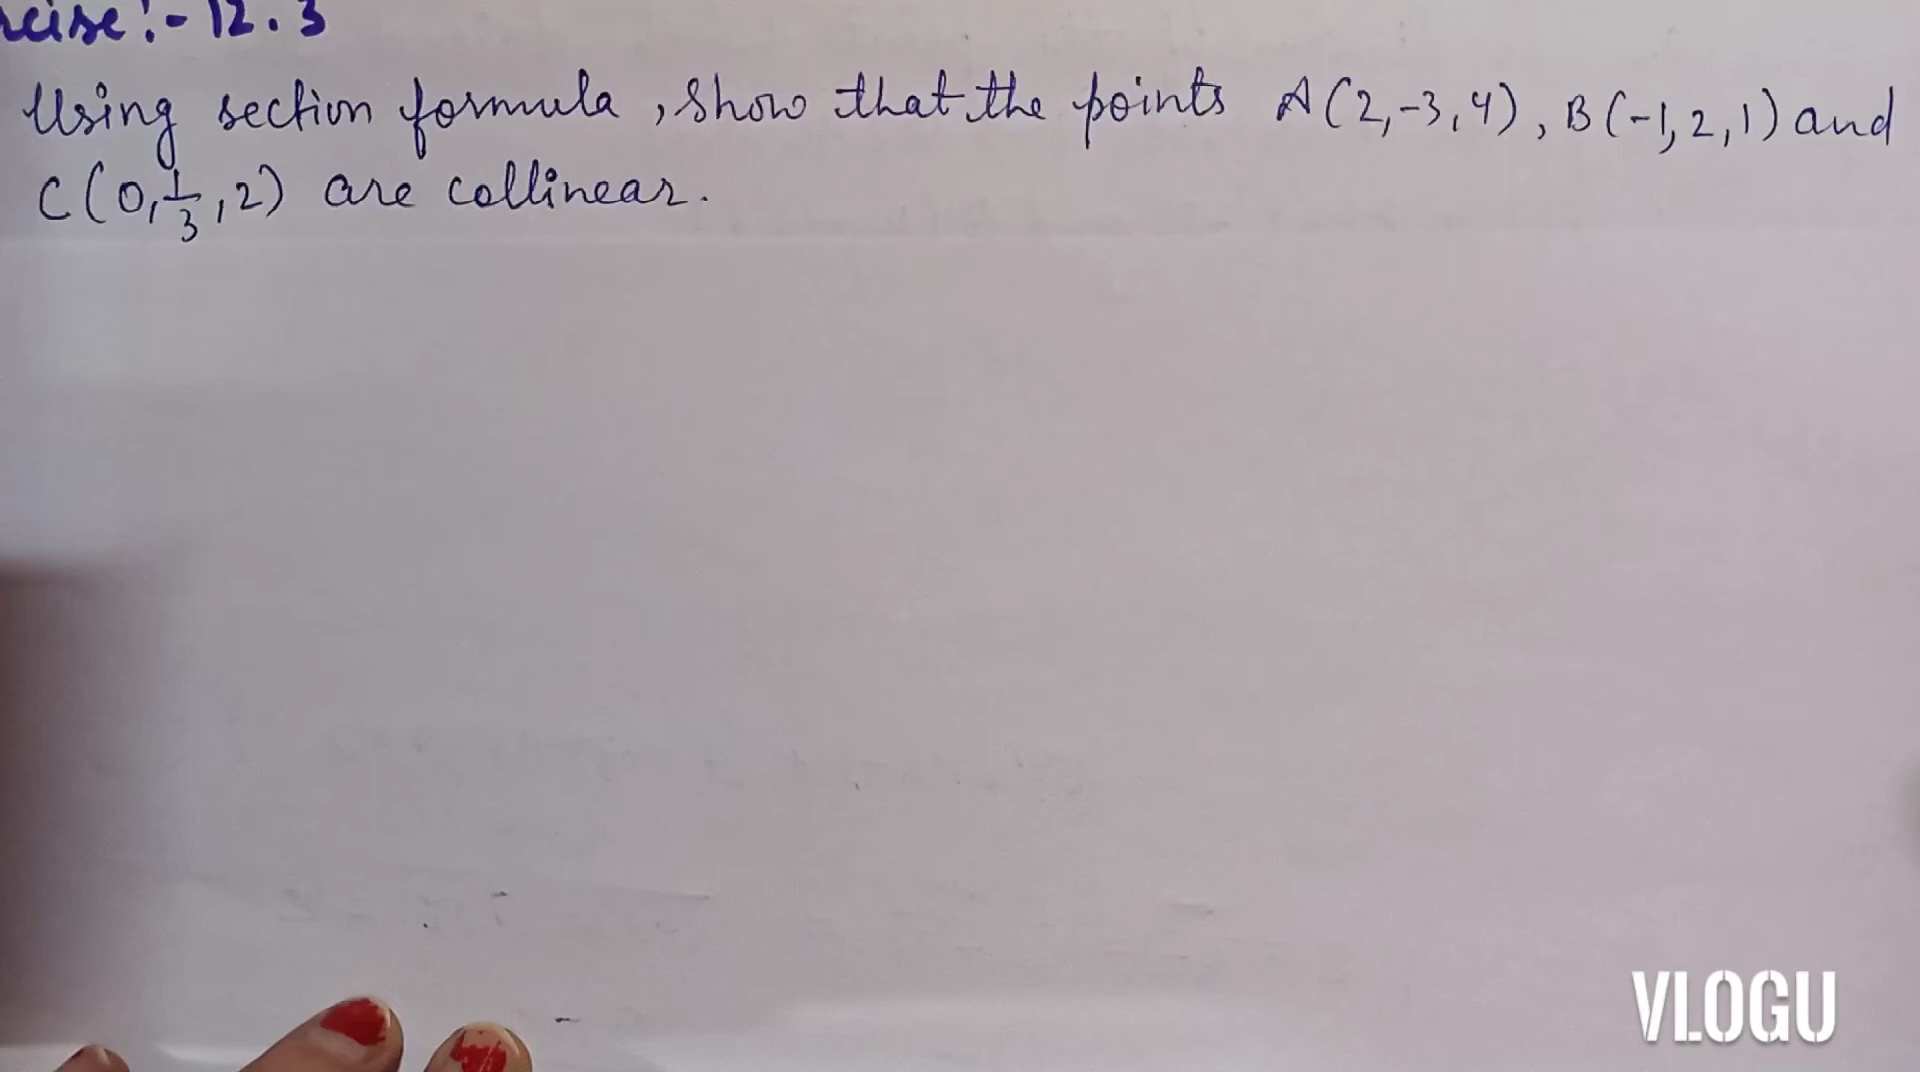 rcise:- 12.3
Using section formula, show that the points A(2,-3,4), B(-1,2,1) and
C(0,1/3,2) are collinear.
VLOGU